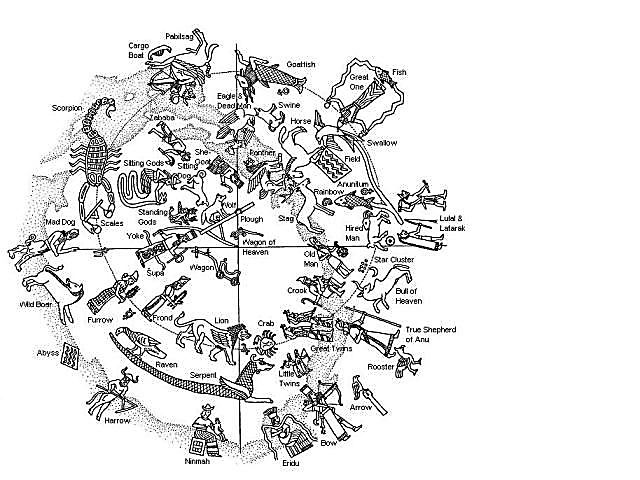 Pabilsag
Cargo
Boat
Goatfish
Great
One
Fish
Scorpion
Eagle &
Dead Man
Swine
Zababa
Horse
Swallow
She-
Goat
Panther
Sitting Gods
Sitting
Dog
Field
Anunitum
Rainbow
Wolf
Standing
Gods
Plough
Stag
Lulal &
Latarak
Mad Dog
Scales
Yoke
Hired
Man
Wagon of
Heaven
Old
Man
Star Cluster
Šupa
Wagon
Crook
Bull of
Heaven
Wild Boar
Furrow
Frond
Lion
Crab
True Shepherd
of Anu
Great Twins
Abyss
Raven
Rooster
Serpent
Little
Twins
Arrow
Harrow
Bow
Ninmah
Eridu